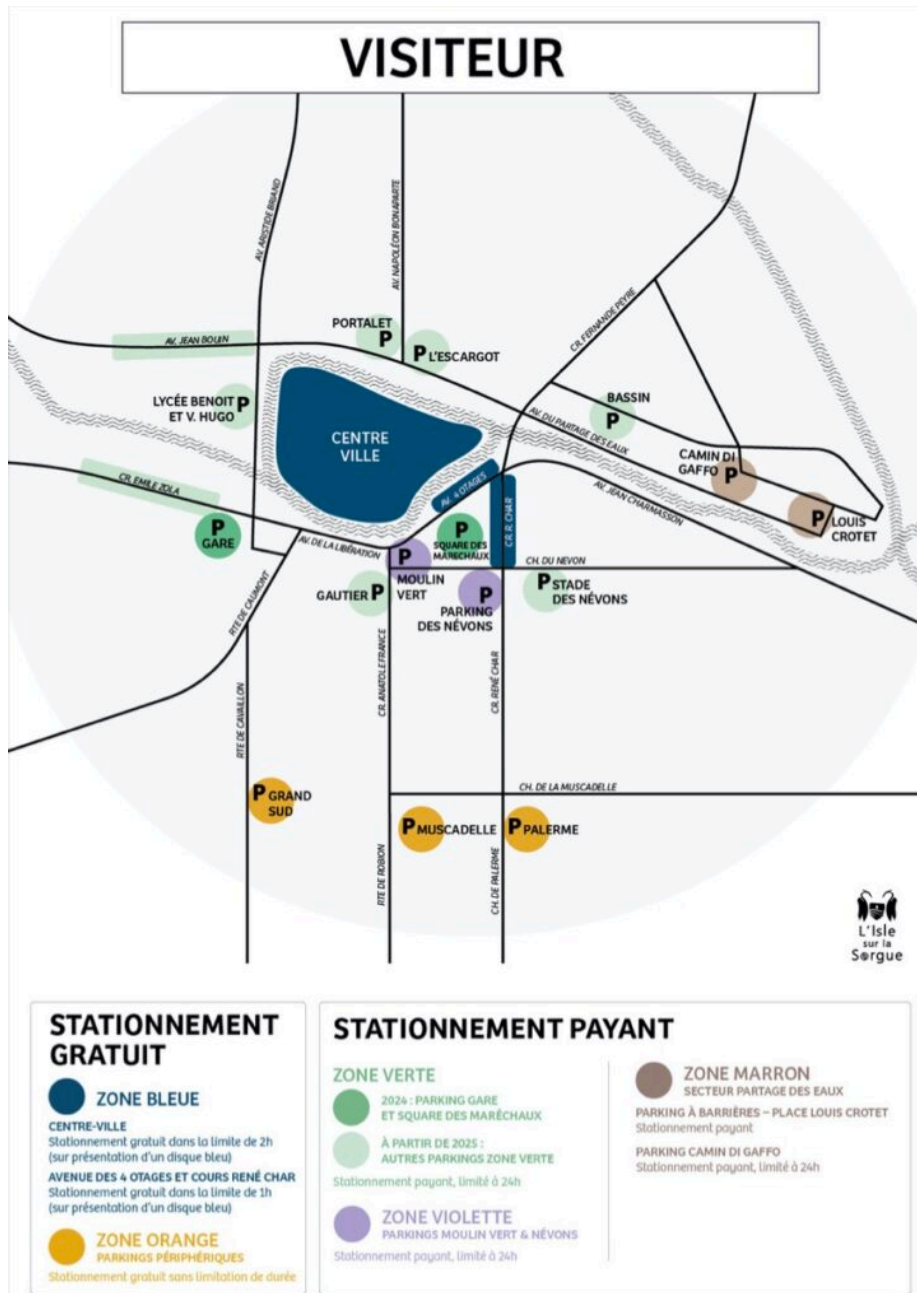 VISITEUR
AV. ARISTIDE BRIAND
AV. NAPOLÉON BONAPARTE
CR. FERNANDE PEYRE
PORTALET
P
P L'ESCARGOT
AV. JEAN BOUIN
LYCÉE BENOIT
ET V. HUGO
P
CENTRE
VILLE
BASSIN
P
AV. DU PARTAGE DES EAUX
CAMIN DI
GAFFO
P
P LOUIS
CROTET
AV. 4 OTAGES
AV. JEAN CHARMASSON
CR. EMILE ZOLA
P
GARE
AV. DE LA LIBÉRATION
P
SQUARE DES
MARECHAUX
CR. R. CHAR
CH. DU NEVON
P
MOULIN
VERT
GAUTIER P
P
PARKING
DES NÉVONS
P STADE
DES NÉVONS
RTE DE CAUMONT
RTE DE CAVAILLON
CR. ANATOLE FRANCE
CR. RENÉ CHAR
P GRAND
SUD
CH. DE LA MUSCADELLE
P MUSCADELLE
P PALERME
RTE DE ROBION
CH. DE PALERME
L'Isle
sur la
Sorgue
STATIONNEMENT
GRATUIT
ZONE BLEUE
CENTRE-VILLE
Stationnement gratuit dans la limite de 2h
(sur présentation d'un disque bleu)
AVENUE DES 4 OTAGES ET COURS RENÉ CHAR
Stationnement gratuit dans la limite de 1h
(sur présentation d'un disque bleu)
ZONE ORANGE
PARKINGS PÉRIPHÉRIQUES
Stationnement gratuit sans limitation de durée
STATIONNEMENT PAYANT
ZONE VERTE
2024 : PARKING GARE
ET SQUARE DES MARÉCHAUX
À PARTIR DE 2025 :
AUTRES PARKINGS ZONE VERTE
Stationnement payant, limité à 24h
ZONE VIOLETTE
PARKINGS MOULIN VERT & NÉVONS
Stationnement payant, limité à 24h
ZONE MARRON
SECTEUR PARTAGE DES EAUX
PARKING À BARRIÈRES – PLACE LOUIS CROTET
Stationnement payant
PARKING CAMIN DI GAFFO
Stationnement payant, limité à 24h